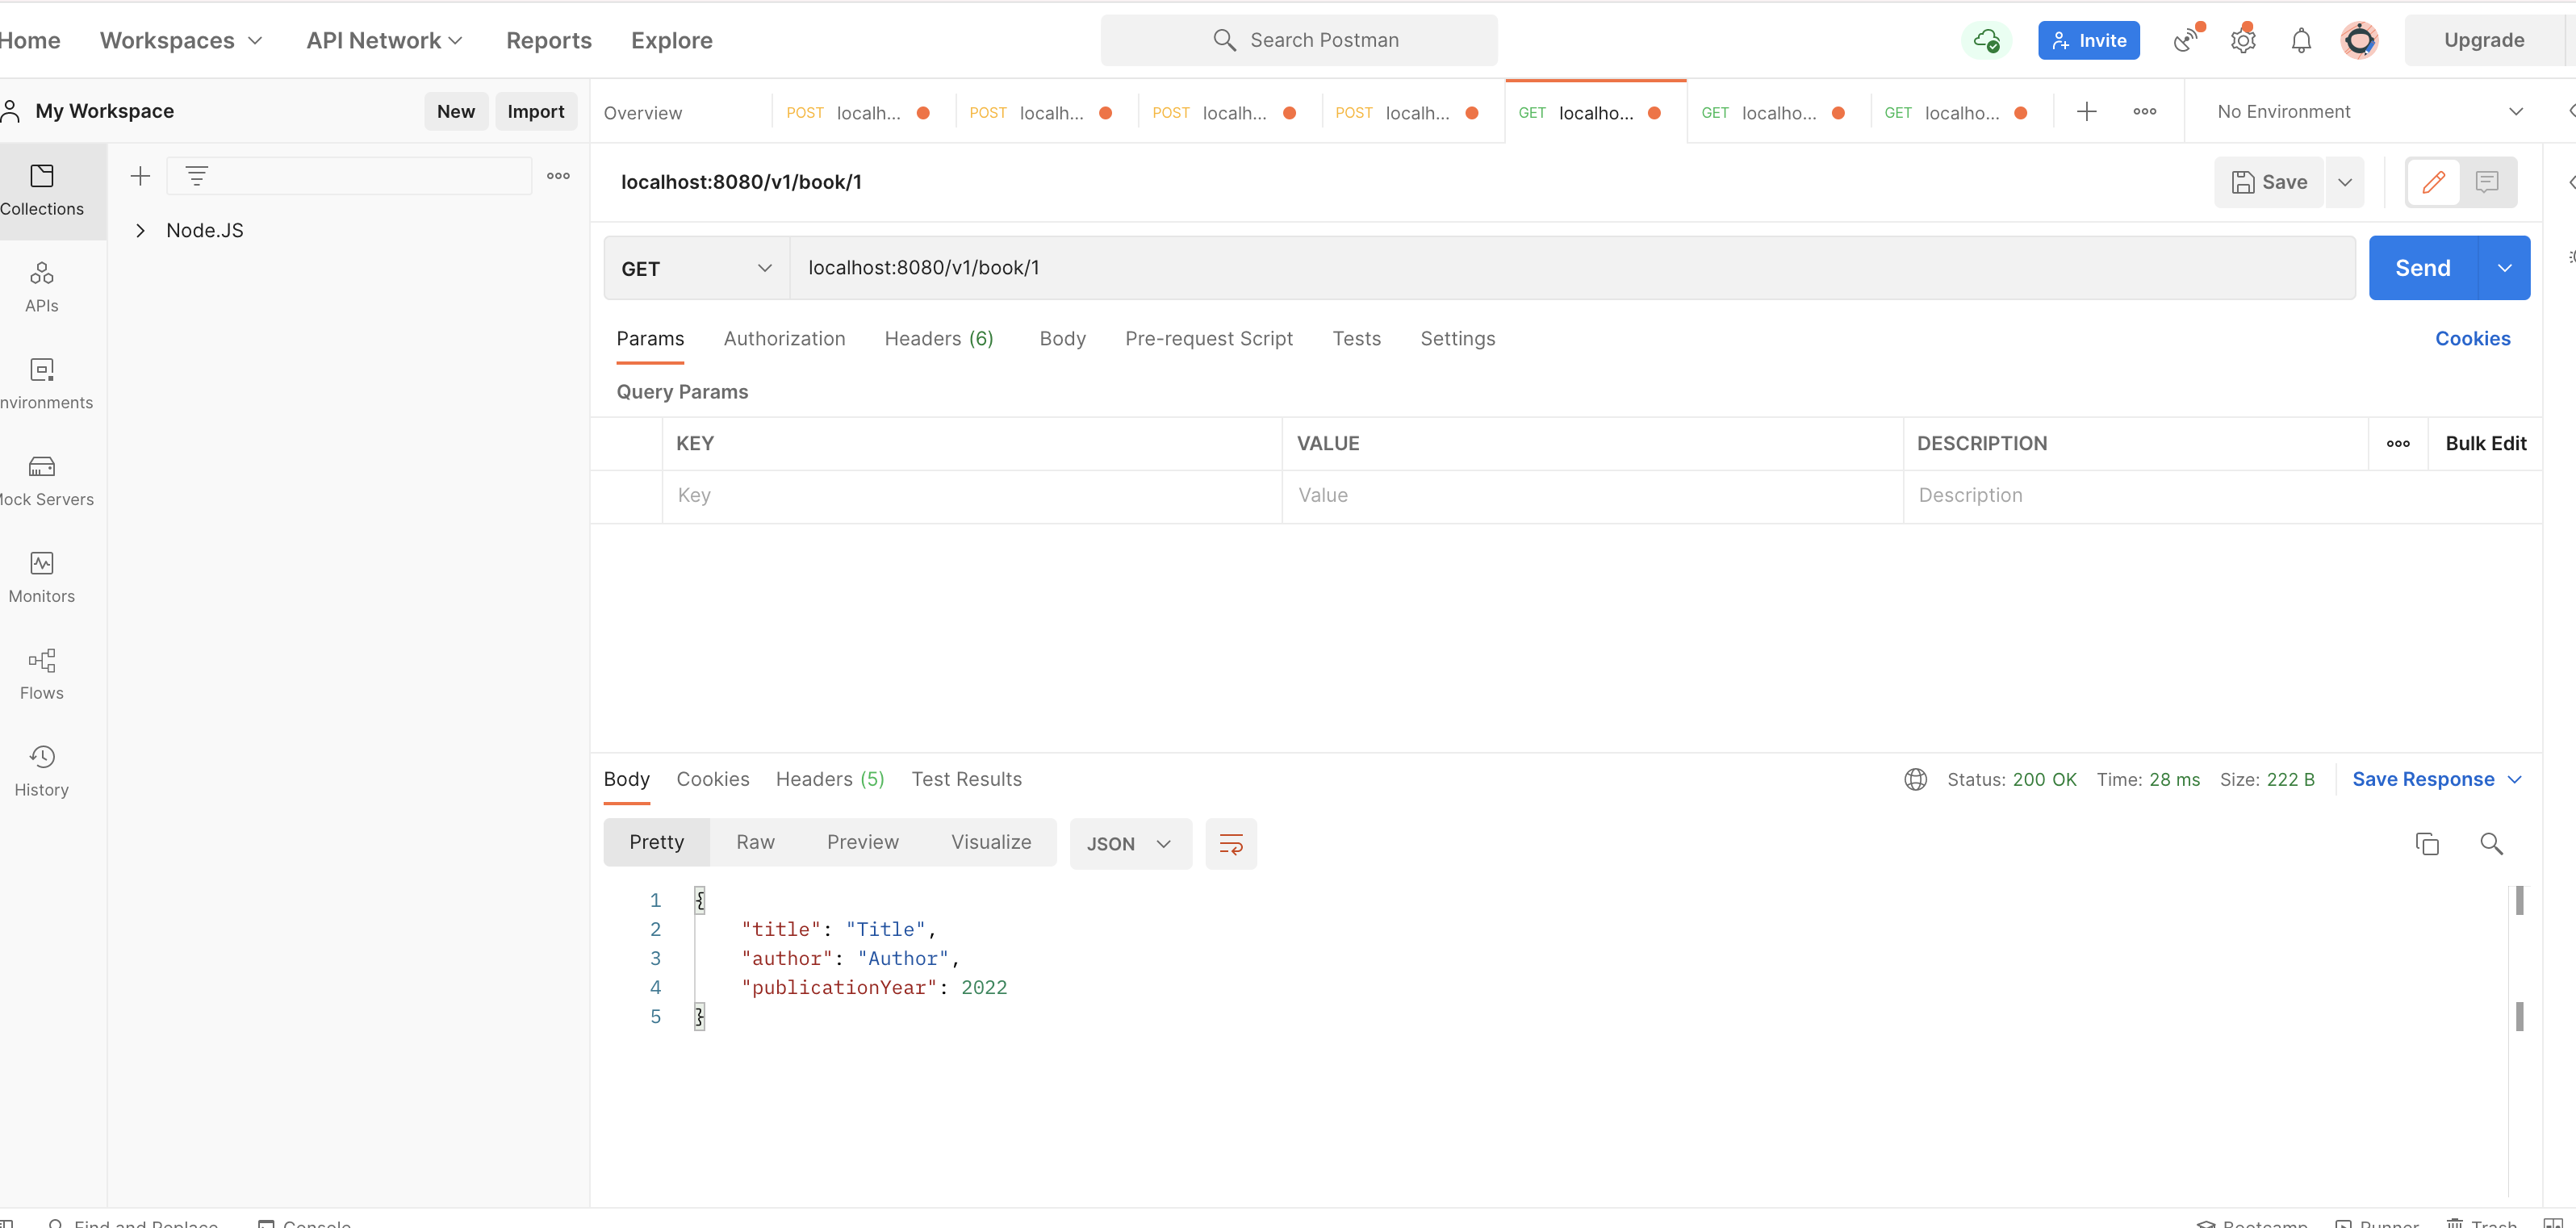 Home Workspaces API Network Reports Explore Search Postman Invite Upgrade
My Workspace New Import Overview POST localh... POST localh... POST localh... POST localh... GET localho... GET localho... GET localho... No Environment
Collections
Node.JS
APIs
nvironments
Mock Servers
Monitors
Flows
History
localhost:8080/v1/book/1 Save
GET localhost:8080/v1/book/1 Send
Params Authorization Headers (6) Body Pre-request Script Tests Settings Cookies
Query Params
KEY VALUE DESCRIPTION Bulk Edit
Key Value Description
Body Cookies Headers (5) Test Results Status: 200 OK Time: 28 ms Size: 222 B Save Response
Pretty Raw Preview Visualize JSON
1 {
2 "title": "Title",
3 "author": "Author",
4 "publicationYear": 2022
5 }
Find and Replace Console Bootcamp Runner Trash